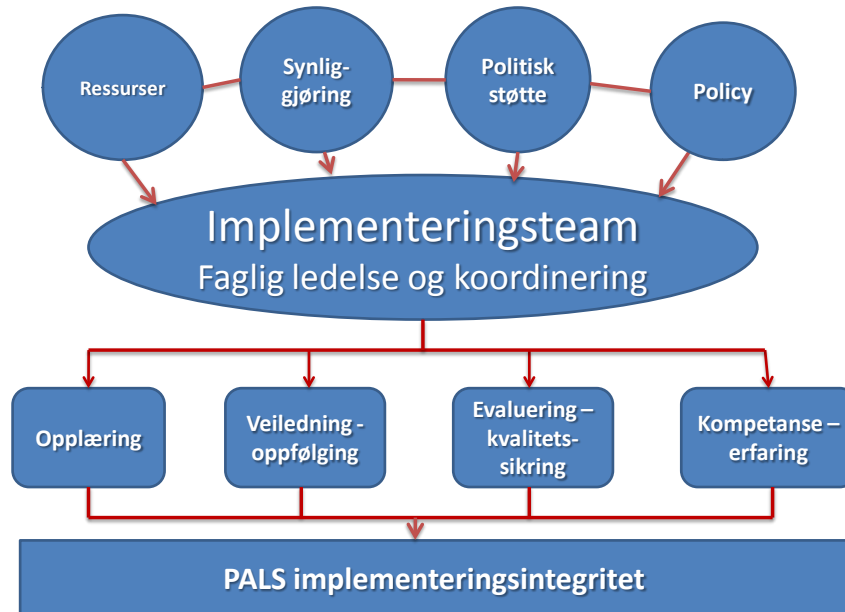 Ressurser
Synlig-
gjøring
Politisk
støtte
Policy
Implementeringsteam
Faglig ledelse og koordinering
Opplæring
Veiledning -
oppfølging
Evaluering –
kvalitets-
sikring
Kompetanse –
erfaring
PALS implementeringsintegritet